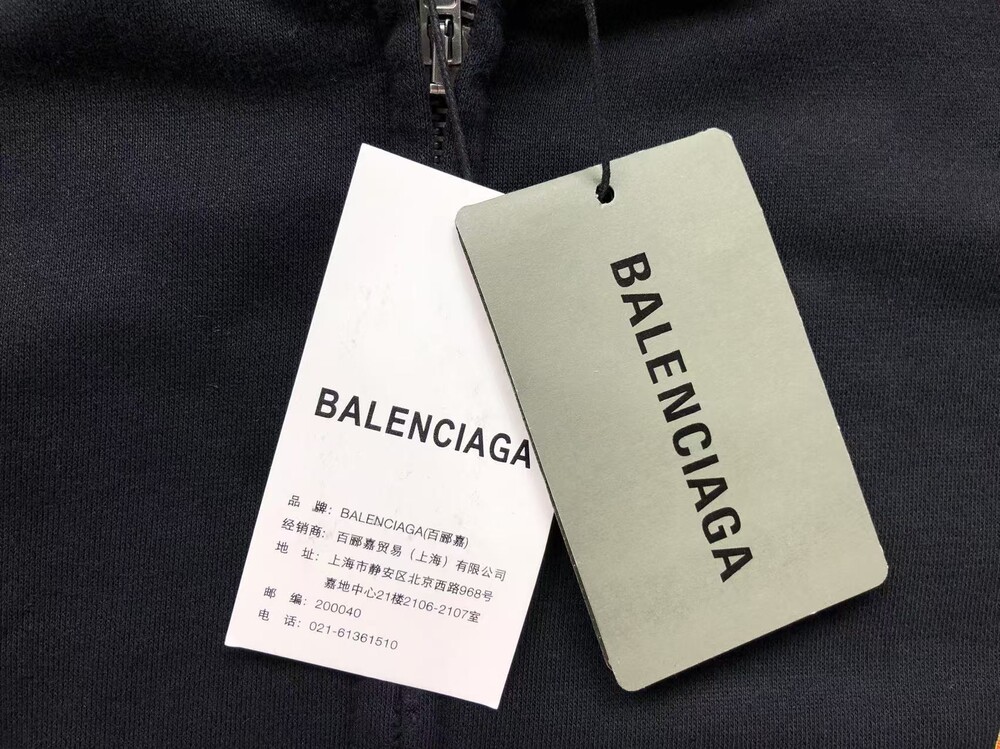 BALENCIAGA
品 牌：BALENCIAGA(百郦嘉)
经销商：百郦嘉贸易（上海）有限公司
地 址：上海市静安区北京西路968号
嘉地中心21楼2106-2107室
邮 编：200040
电 话：021-61361510
BALENCIAGA